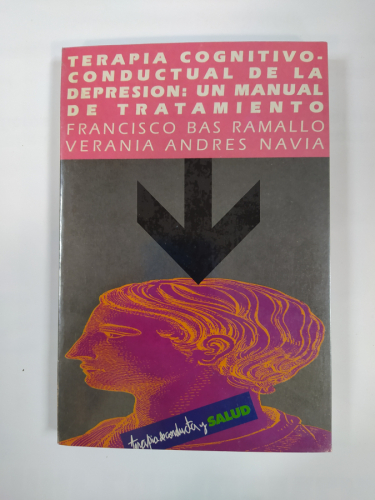 TERAPIA COGNITIVO-
CONDUCTUAL DE LA
DEPRESION: UN MANUAL
DE TRATAMIENTO
FRANCISCO BAS RAMALLO
VERANIA ANDRES NAVIA
terapia de conducta y SALUD